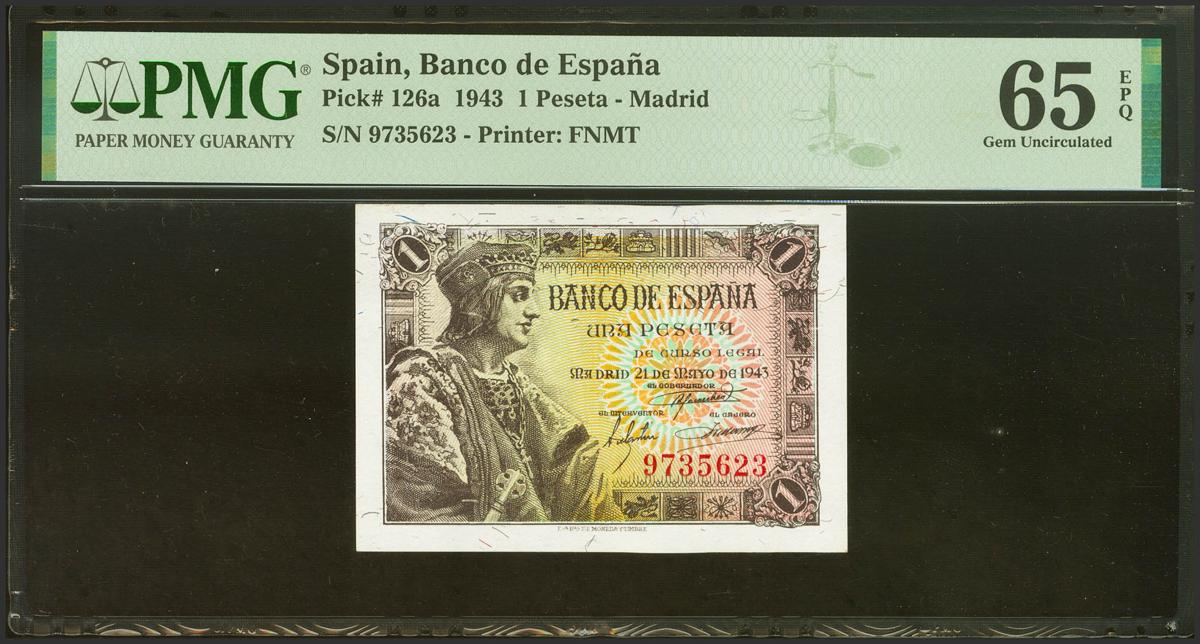 PMG®
PAPER MONEY GUARANTY
Spain, Banco de España
Pick# 126a 1943 1 Peseta - Madrid
S/N 9735623 - Printer: FNMT
65
EPQ
Gem Uncirculated
1
1
BANCO DE ESPAÑA
UNA PESETA
DE CURSO LEGAL
MADRID 21 DE MAYO DE 1943
EL GOBERNADOR
EL INTERVENTOR
EL CAJERO
9735623
1